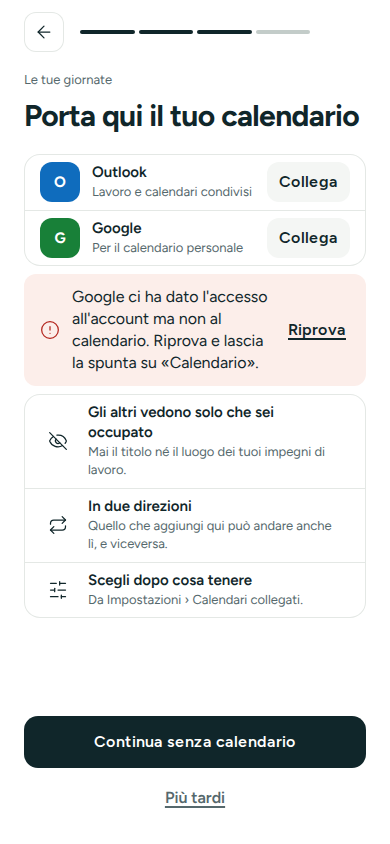 Le tue giornate
Porta qui il tuo calendario
O
Outlook
Lavoro e calendari condivisi
Collega
G
Google
Per il calendario personale
Collega
Google ci ha dato l'accesso
all'account ma non al
calendario. Riprova e lascia
la spunta su «Calendario».
Riprova
Gli altri vedono solo che sei
occupato
Mai il titolo né il luogo dei tuoi impegni di
lavoro.
In due direzioni
Quello che aggiungi qui può andare anche
lì, e viceversa.
Scegli dopo cosa tenere
Da Impostazioni › Calendari collegati.
Continua senza calendario
Più tardi